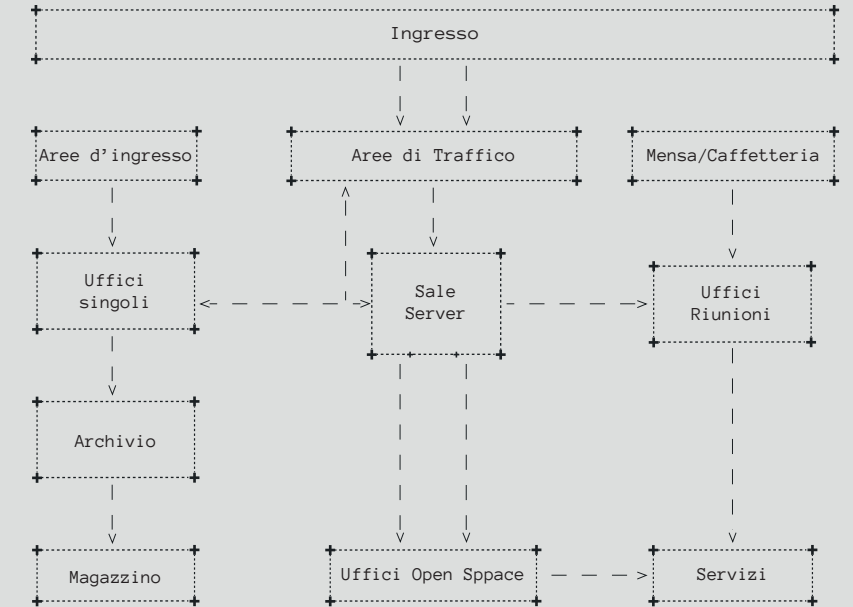 Ingresso
Aree d'ingresso
Aree di Traffico
Mensa/Caffetteria
Uffici
singoli
Sale
Server
Uffici
Riunioni
Archivio
Magazzino
Uffici Open Sppace
Servizi